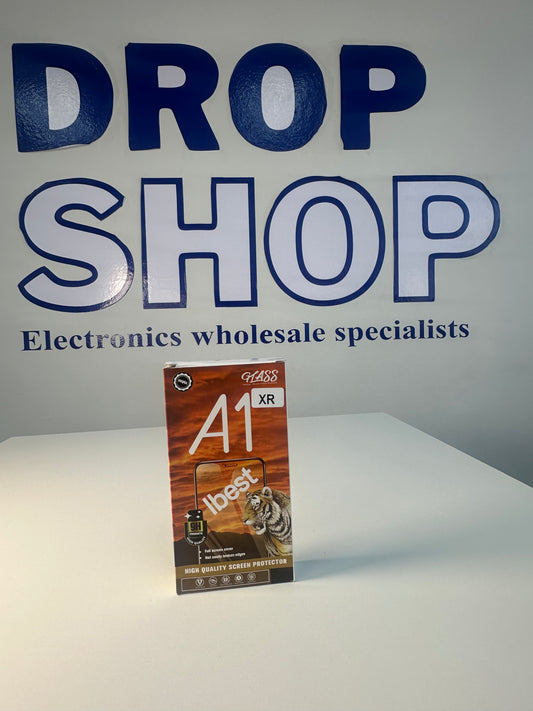 DROP
SHOP
Electronics wholesale specialists
GLASS
A1
XR
Ibest
9H
Full screen cover
Not easily broken edges
HIGH QUALITY SCREEN PROTECTOR